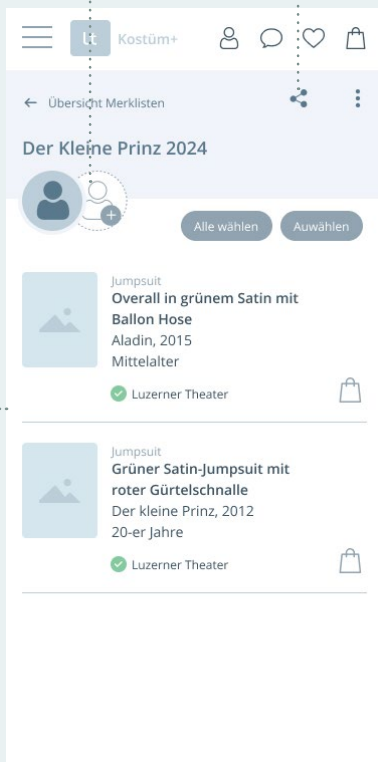 lt Kostüm+
← Übersicht Merklisten
Der Kleine Prinz 2024
Alle wählen Auwählen
Jumpsuit
Overall in grünem Satin mit
Ballon Hose
Aladin, 2015
Mittelalter
Luzerner Theater
Jumpsuit
Grüner Satin-Jumpsuit mit
roter Gürtelschnalle
Der kleine Prinz, 2012
20-er Jahre
Luzerner Theater